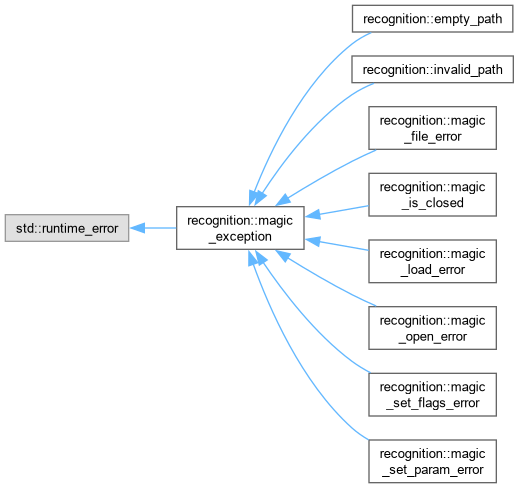 recognition::empty_path
recognition::invalid_path
recognition::magic
_file_error
recognition::magic
_is_closed
std::runtime_error
recognition::magic
_exception
recognition::magic
_load_error
recognition::magic
_open_error
recognition::magic
_set_flags_error
recognition::magic
_set_param_error